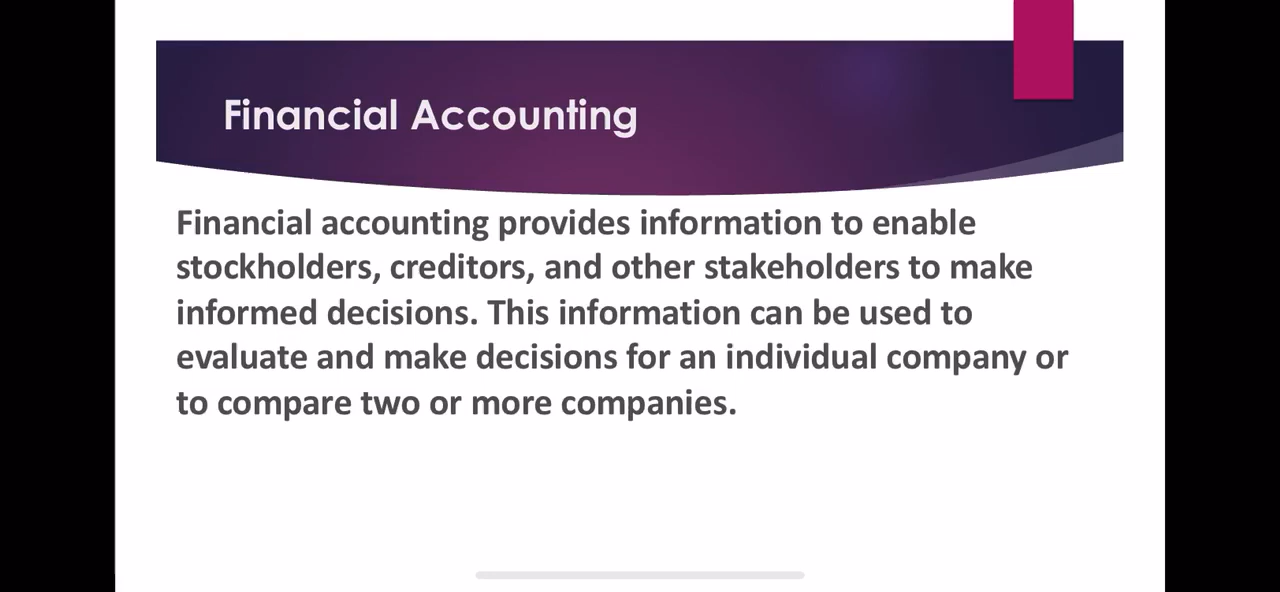 Financial Accounting
Financial accounting provides information to enable
stockholders, creditors, and other stakeholders to make
informed decisions. This information can be used to
evaluate and make decisions for an individual company or
to compare two or more companies.